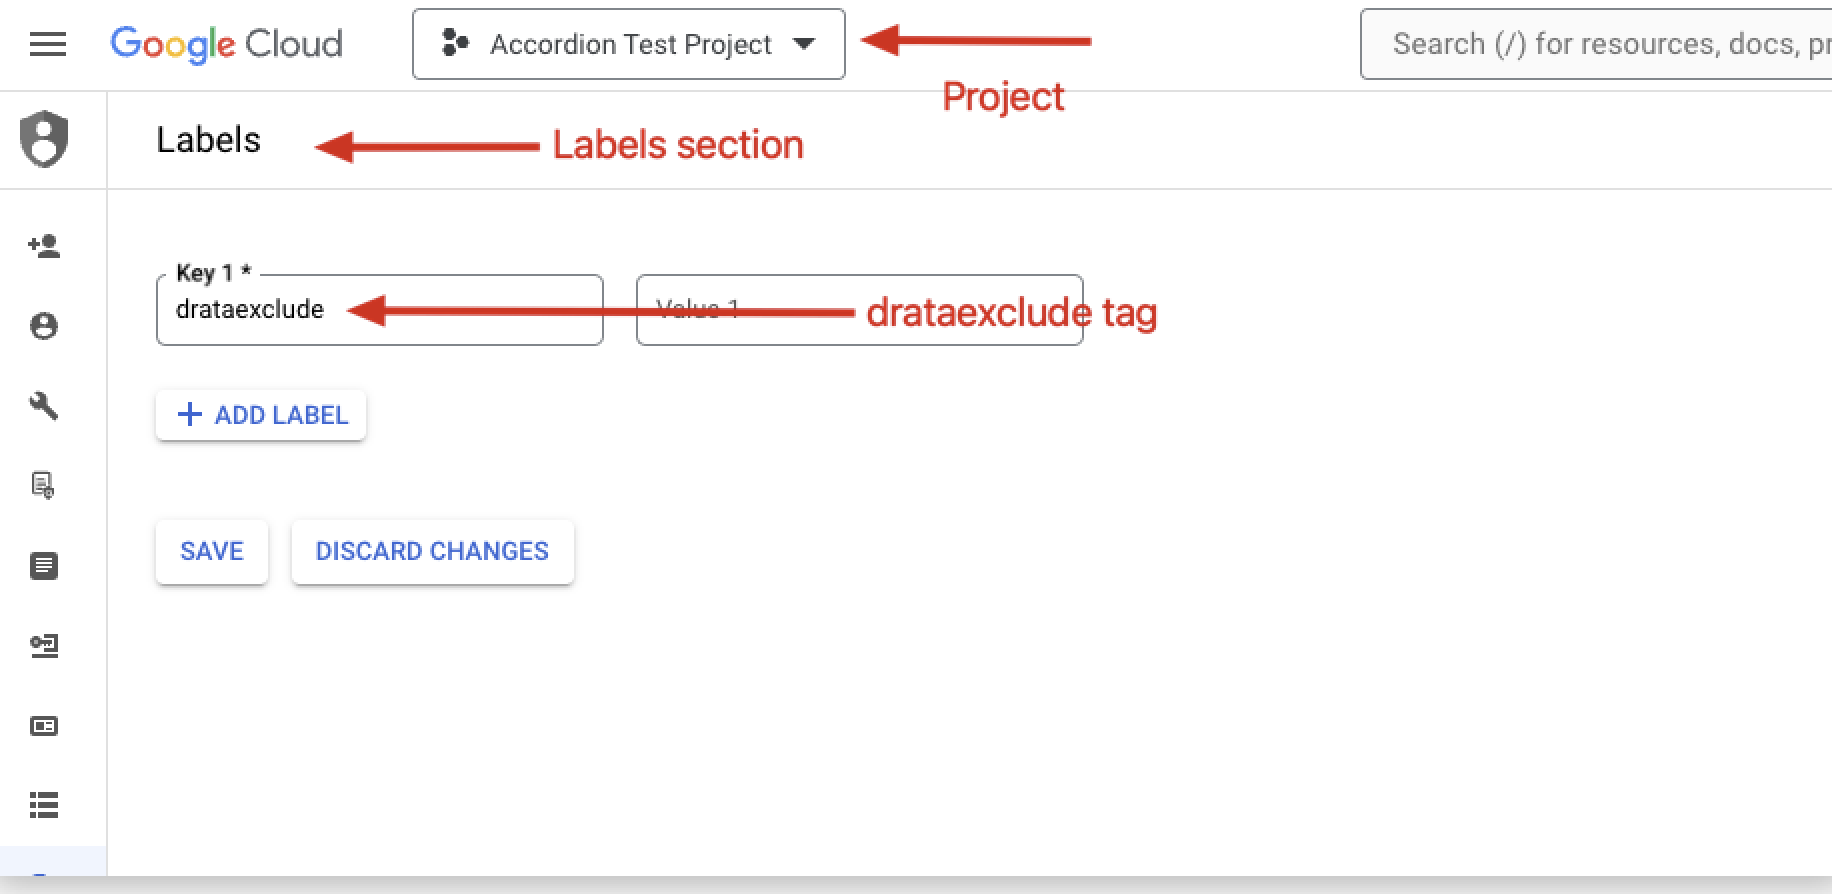 Google Cloud
Accordion Test Project
Search (/) for resources, docs, pr
Project
Labels
Labels section
Key 1 *
drataexclude
Value 1
drataexclude tag
+ ADD LABEL
SAVE
DISCARD CHANGES